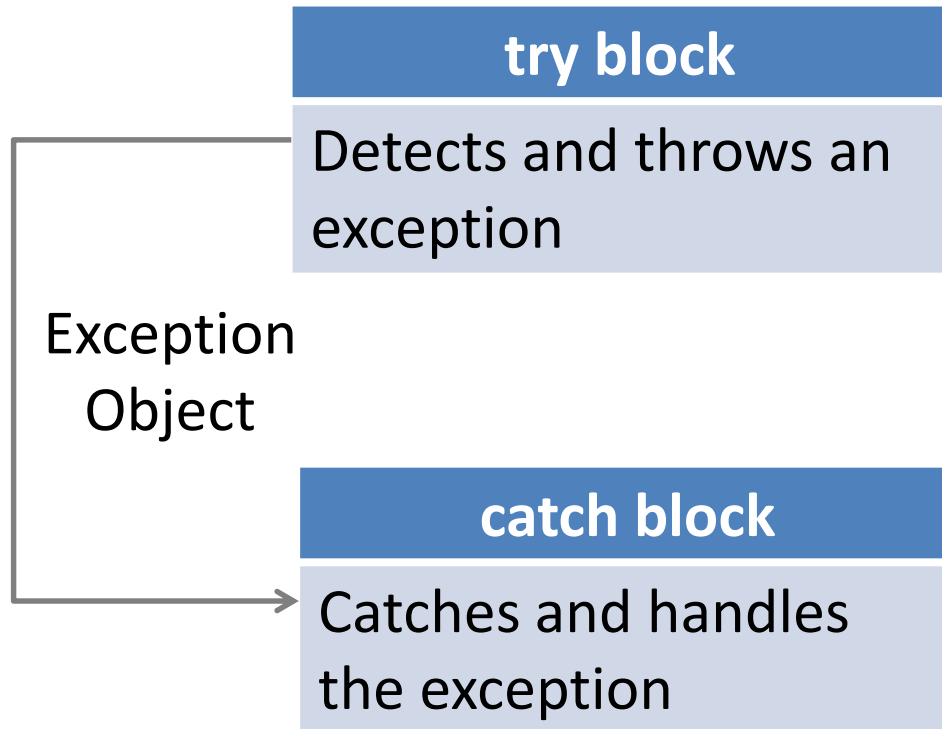 try block
Detects and throws an
exception
Exception
Object
catch block
Catches and handles
the exception